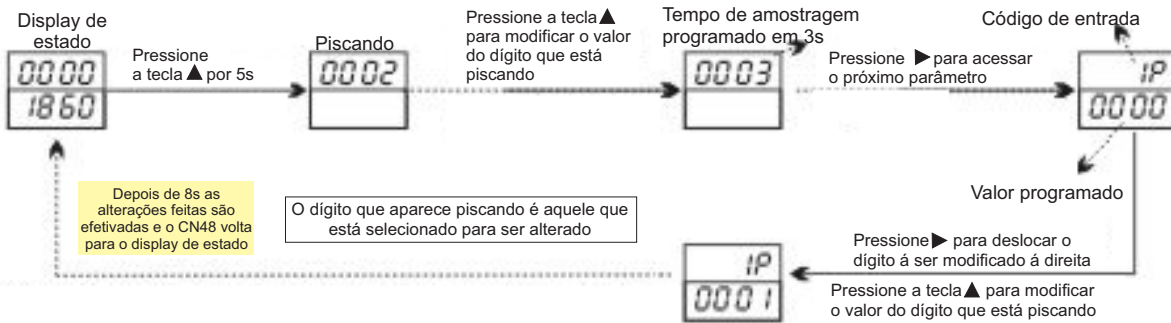 Display de
estado
0000
1860
Pressione
a tecla ▲ por 5s
Piscando
0002
Pressione a tecla ▲
para modificar o valor
do dígito que está
piscando
Tempo de amostragem
programado em 3s
0003
Pressione ▶ para acessar
o próximo parâmetro
Código de entrada
IP
0000
Valor programado
Pressione ▶ para deslocar o
dígito á ser modificado á direita
Pressione a tecla ▲ para modificar
o valor do dígito que está piscando
IP
0001
O dígito que aparece piscando é aquele que
está selecionado para ser alterado
Depois de 8s as
alterações feitas são
efetivadas e o CN48 volta
para o display de estado